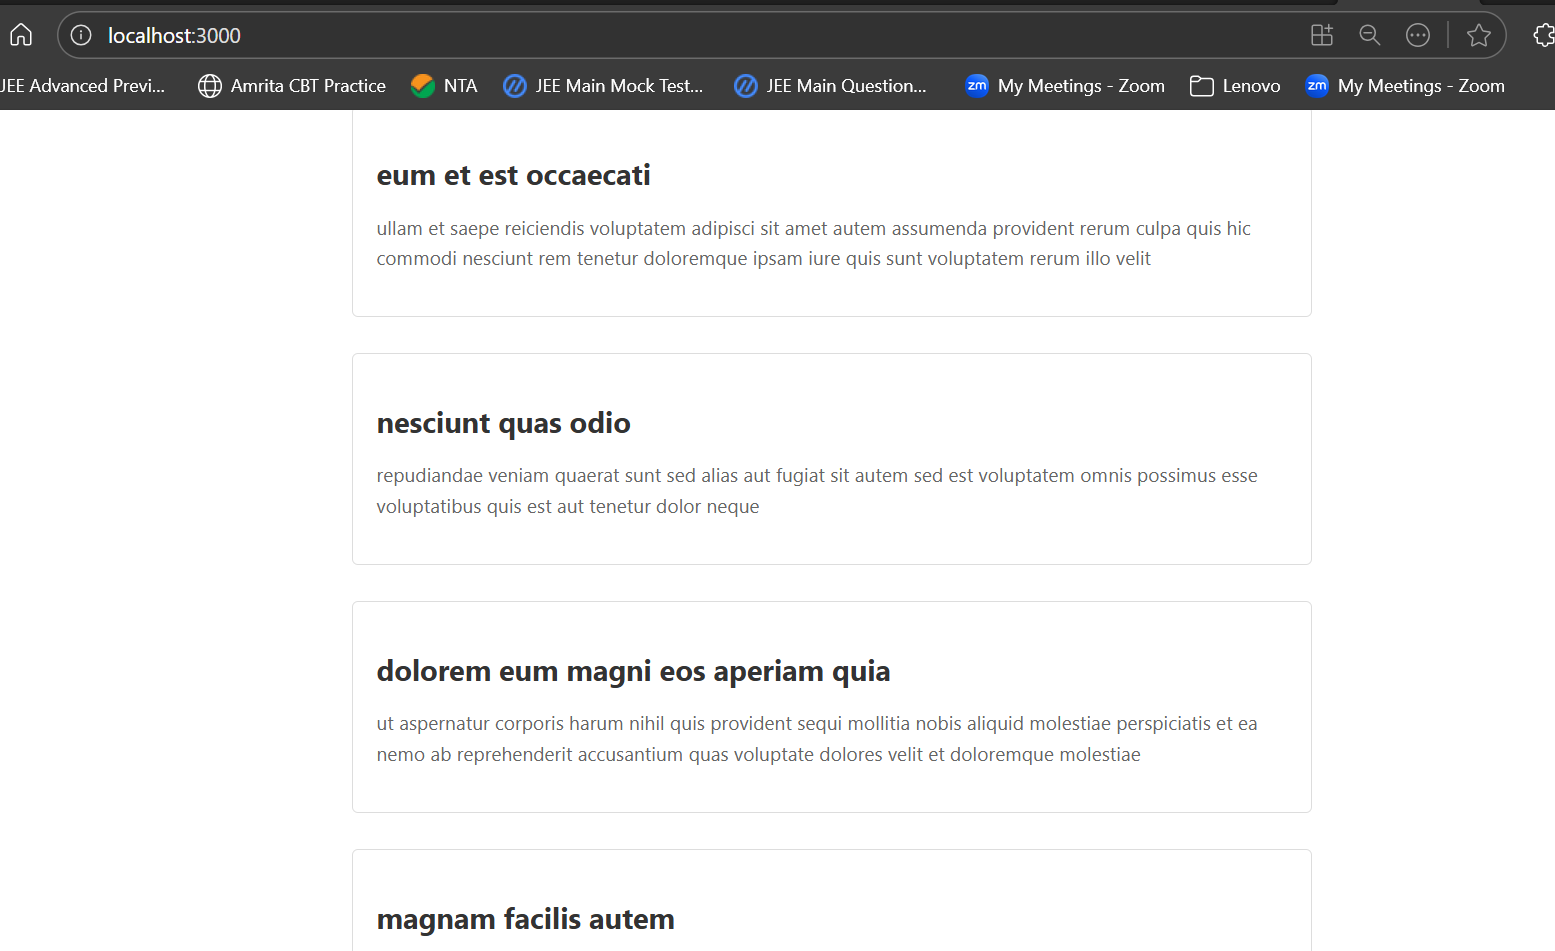 localhost:3000
JEE Advanced Previ... Amrita CBT Practice NTA JEE Main Mock Test... JEE Main Question... zm My Meetings - Zoom Lenovo zm My Meetings - Zoom
eum et est occaecati
ullam et saepe reiciendis voluptatem adipisci sit amet autem assumenda provident rerum culpa quis hic
commodi nesciunt rem tenetur doloremque ipsam iure quis sunt voluptatem rerum illo velit
nesciunt quas odio
repudiandae veniam quaerat sunt sed alias aut fugiat sit autem sed est voluptatem omnis possimus esse
voluptatibus quis est aut tenetur dolor neque
dolorem eum magni eos aperiam quia
ut aspernatur corporis harum nihil quis provident sequi mollitia nobis aliquid molestiae perspiciatis et ea
nemo ab reprehenderit accusantium quas voluptate dolores velit et doloremque molestiae
magnam facilis autem